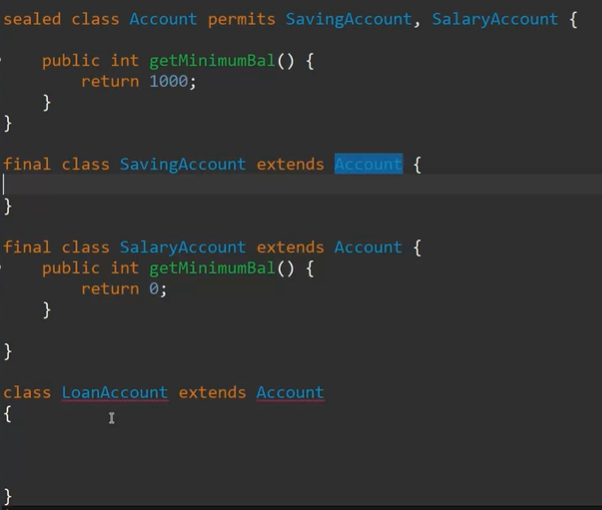 sealed class Account permits SavingAccount, SalaryAccount {
public int getMinimumBal() {
return 1000;
}
}
final class SavingAccount extends Account {
}
final class SalaryAccount extends Account {
public int getMinimumBal() {
return 0;
}
}
class LoanAccount extends Account
{
}